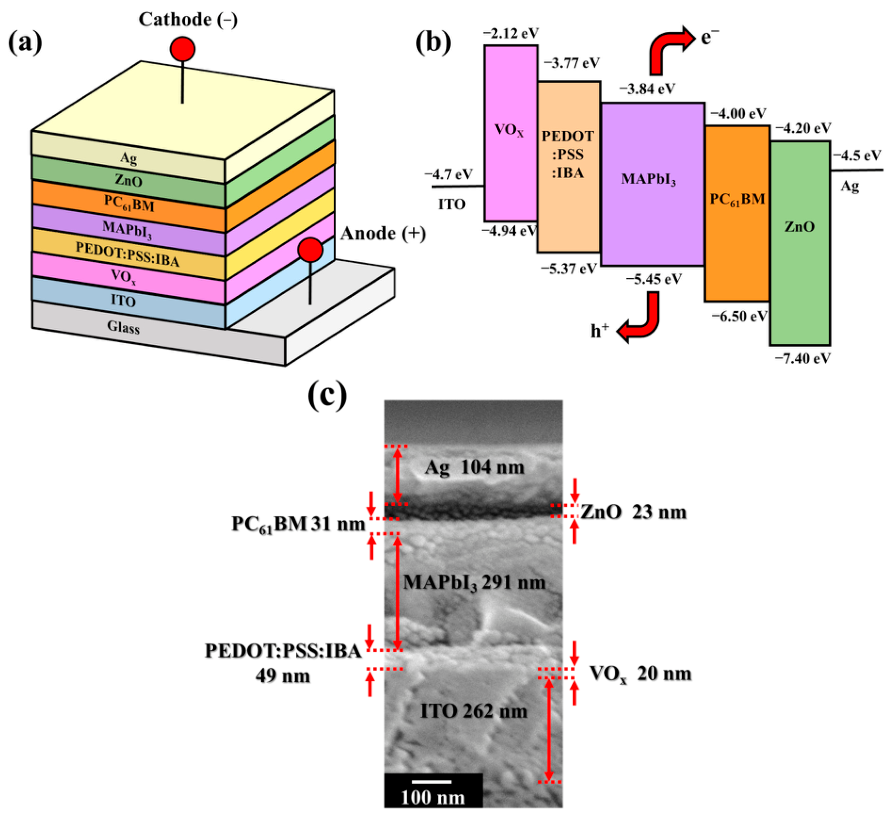 (a)
Cathode (−)
Ag
ZnO
PC₆₁BM
MAPbI₃
PEDOT:PSS:IBA
VOₓ
ITO
Glass
Anode (+)
(b)
−2.12 eV
−3.77 eV
−3.84 eV
e⁻
−4.00 eV
−4.20 eV
−4.5 eV
−4.7 eV
ITO
VOₓ
PEDOT
:PSS
:IBA
MAPbI₃
PC₆₁BM
ZnO
Ag
−4.94 eV
−5.37 eV
−5.45 eV
h⁺
−6.50 eV
−7.40 eV
(c)
Ag 104 nm
ZnO 23 nm
PC₆₁BM 31 nm
MAPbI₃ 291 nm
PEDOT:PSS:IBA
49 nm
VOₓ 20 nm
ITO 262 nm
100 nm